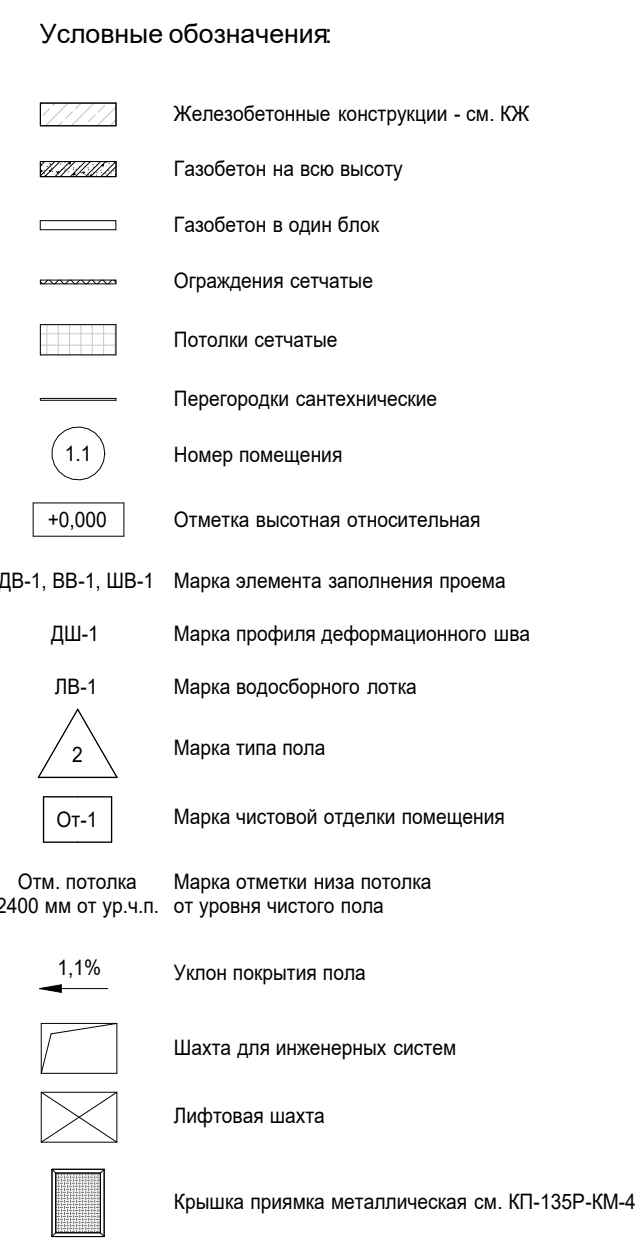 Условные обозначения:
Железобетонные конструкции - см. КЖ
Газобетон на всю высоту
Газобетон в один блок
Ограждения сетчатые
Потолки сетчатые
Перегородки сантехнические
1.1 Номер помещения
+0,000 Отметка высотная относительная
ДВ-1, ВВ-1, ШВ-1 Марка элемента заполнения проема
ДШ-1 Марка профиля деформационного шва
ЛВ-1 Марка водосборного лотка
2 Марка типа пола
От-1 Марка чистовой отделки помещения
Отм. потолка Марка отметки низа потолка
2400 мм от ур.ч.п. от уровня чистого пола
1,1% Уклон покрытия пола
Шахта для инженерных систем
Лифтовая шахта
Крышка приямка металлическая см. КП-135Р-КМ-4